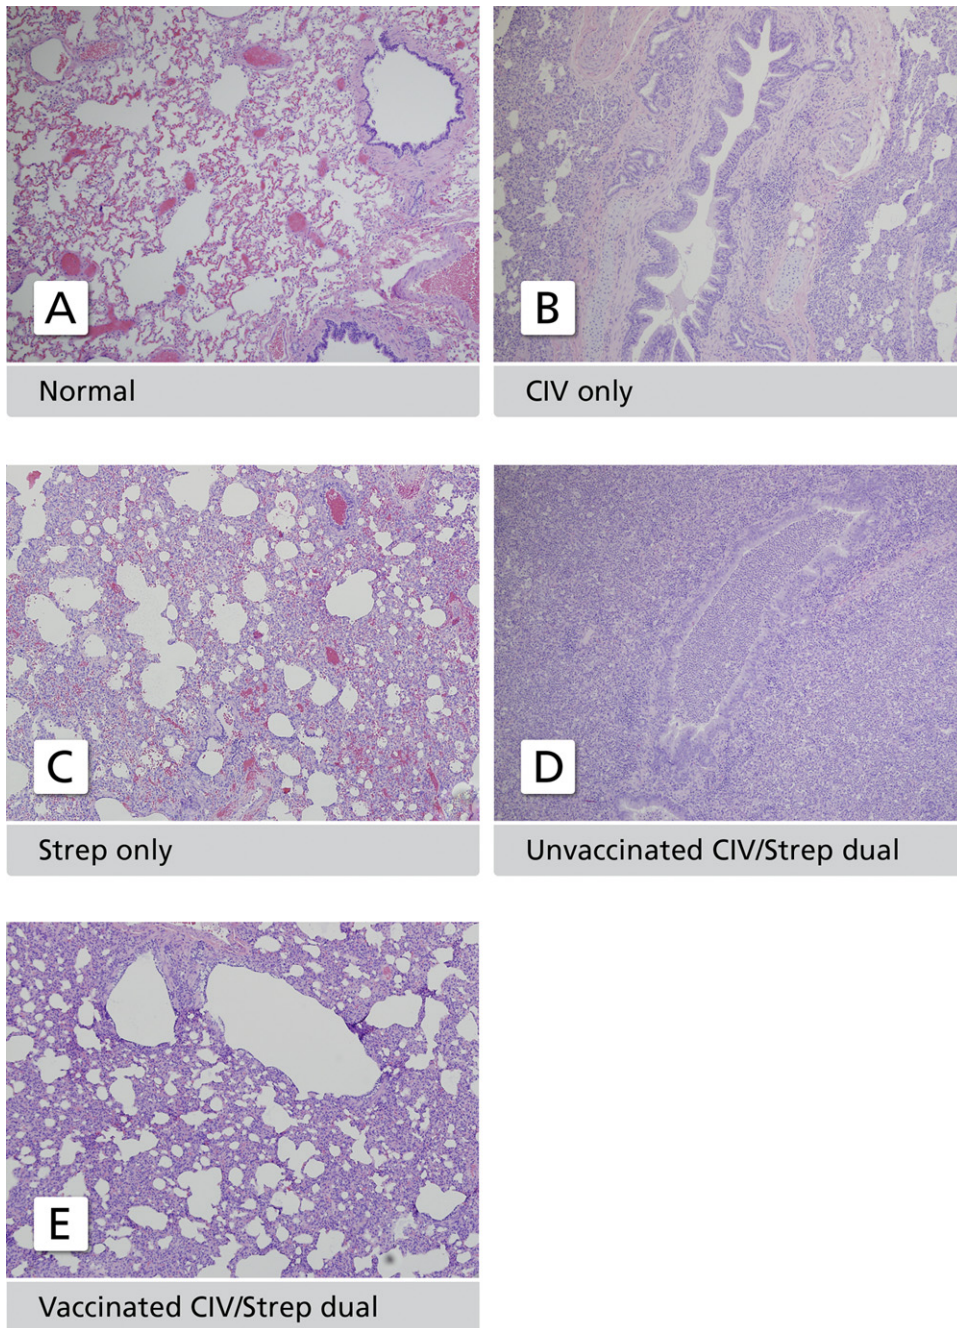 A
Normal
B
CIV only
C
Strep only
D
Unvaccinated CIV/Strep dual
E
Vaccinated CIV/Strep dual